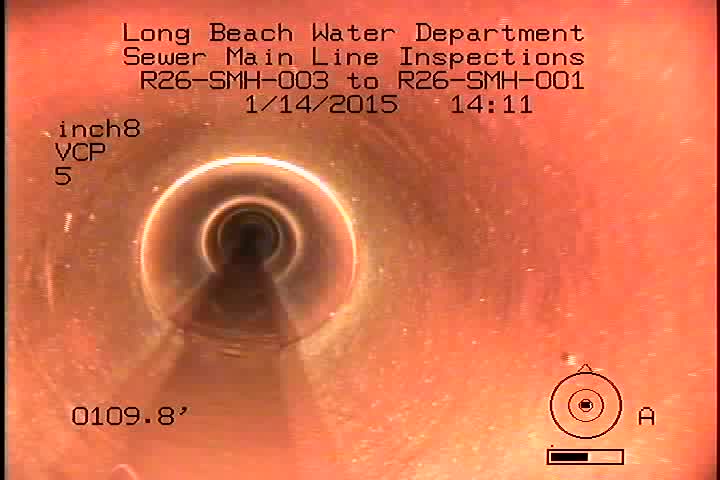 Long Beach Water Department
Sewer Main Line Inspections
R26-SMH-003 to R26-SMH-001
1/14/2015 14:11
inch8
VCP
5
0109.8'
A